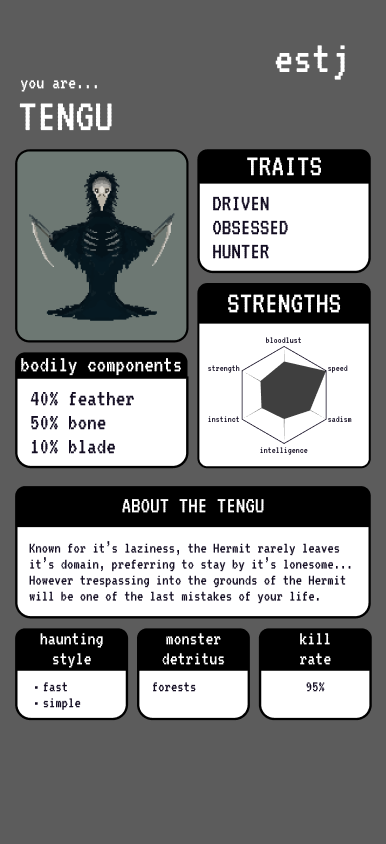 estj
you are...
TENGU
TRAITS
DRIVEN
OBSESSED
HUNTER
STRENGTHS
bloodlust
strength
speed
instinct
sadism
intelligence
bodily components
40% feather
50% bone
10% blade
ABOUT THE TENGU
Known for it's laziness, the Hermit rarely leaves
it's domain, preferring to stay by it's lonesome...
However trespassing into the grounds of the Hermit
will be one of the last mistakes of your life.
haunting
style
• fast
• simple
monster
detritus
forests
kill
rate
95%